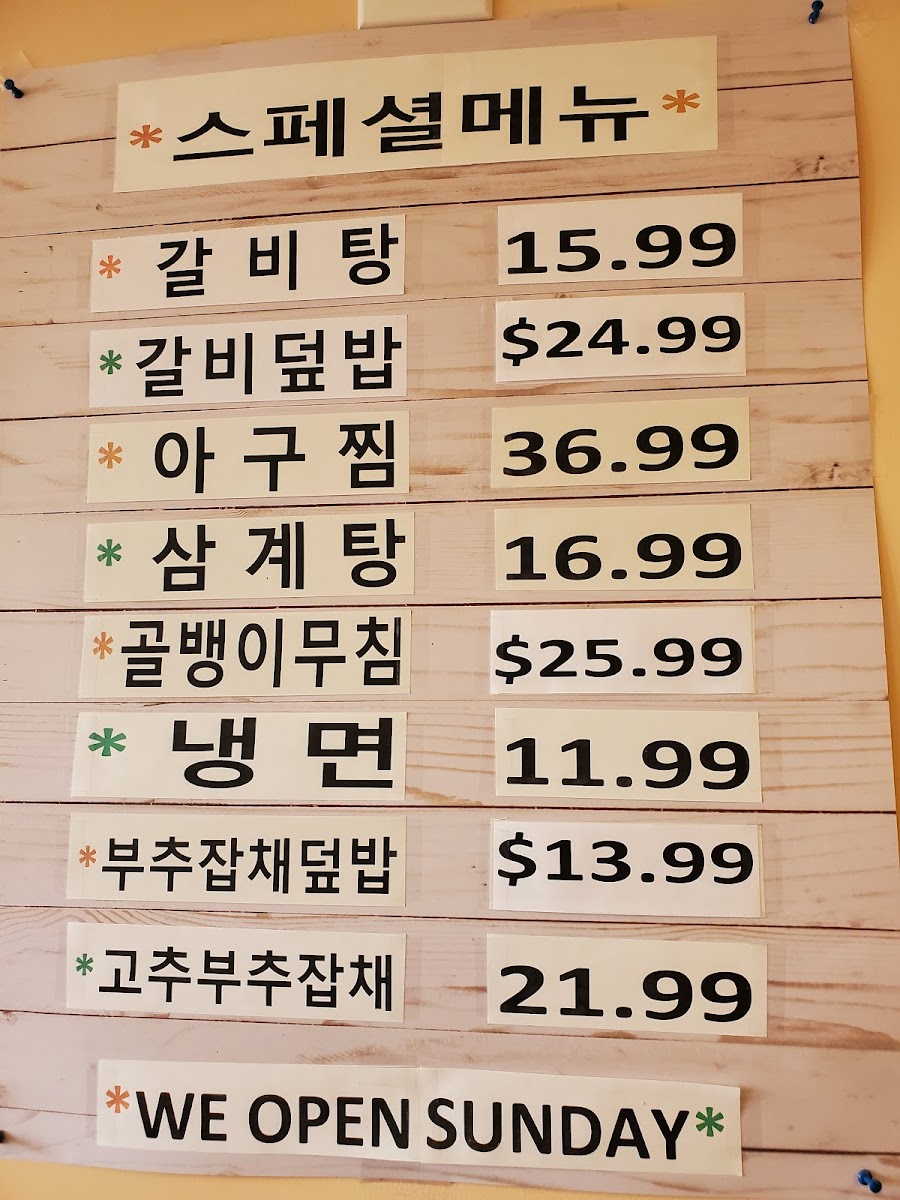 *스페셜메뉴*
* 갈비탕 15.99
* 갈비덮밥 $24.99
* 아구찜 36.99
* 삼계탕 16.99
* 골뱅이무침 $25.99
* 냉면 11.99
* 부추잡채덮밥 $13.99
* 고추부추잡채 21.99
*WE OPEN SUNDAY*